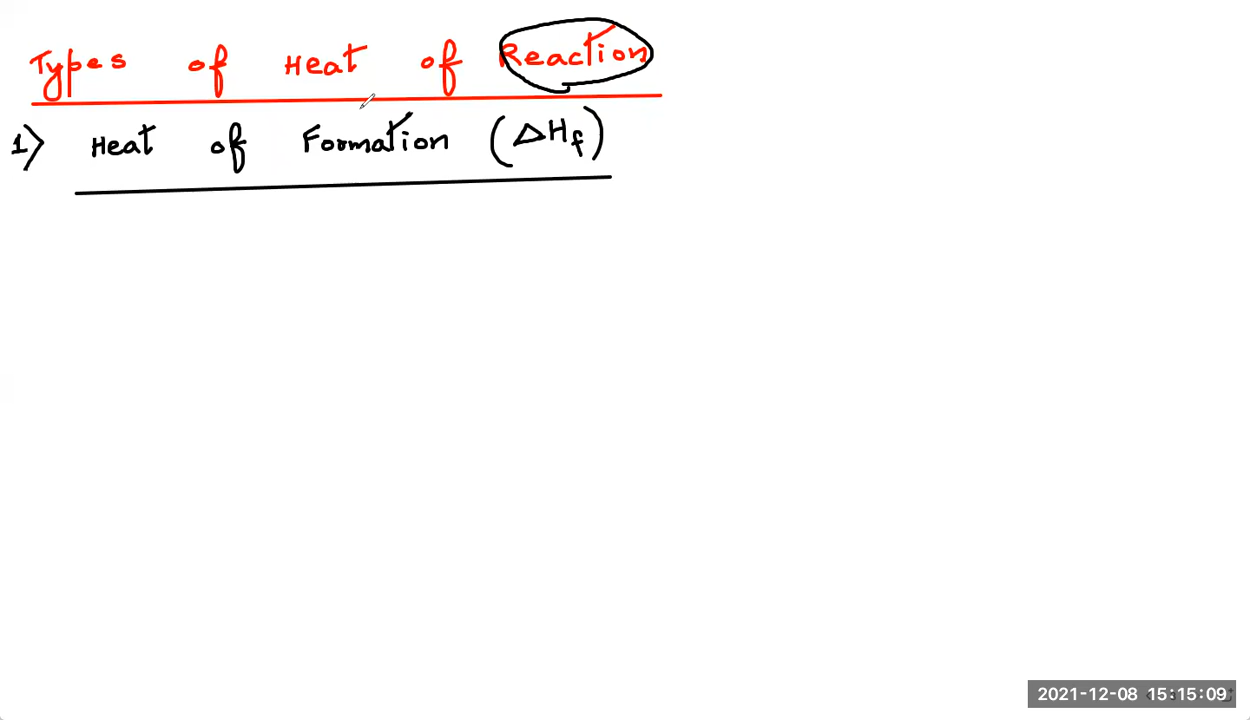 Types of Heat of Reaction
1) Heat of Formation (ΔHf)
2021-12-08 15:15:09